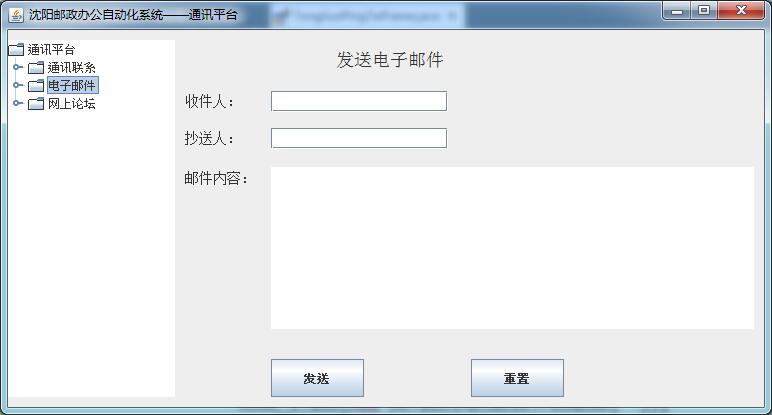 沈阳邮政办公自动化系统——通讯平台
通讯平台
通讯联系
电子邮件
网上论坛
发送电子邮件
收件人：
抄送人：
邮件内容：
发送
重置